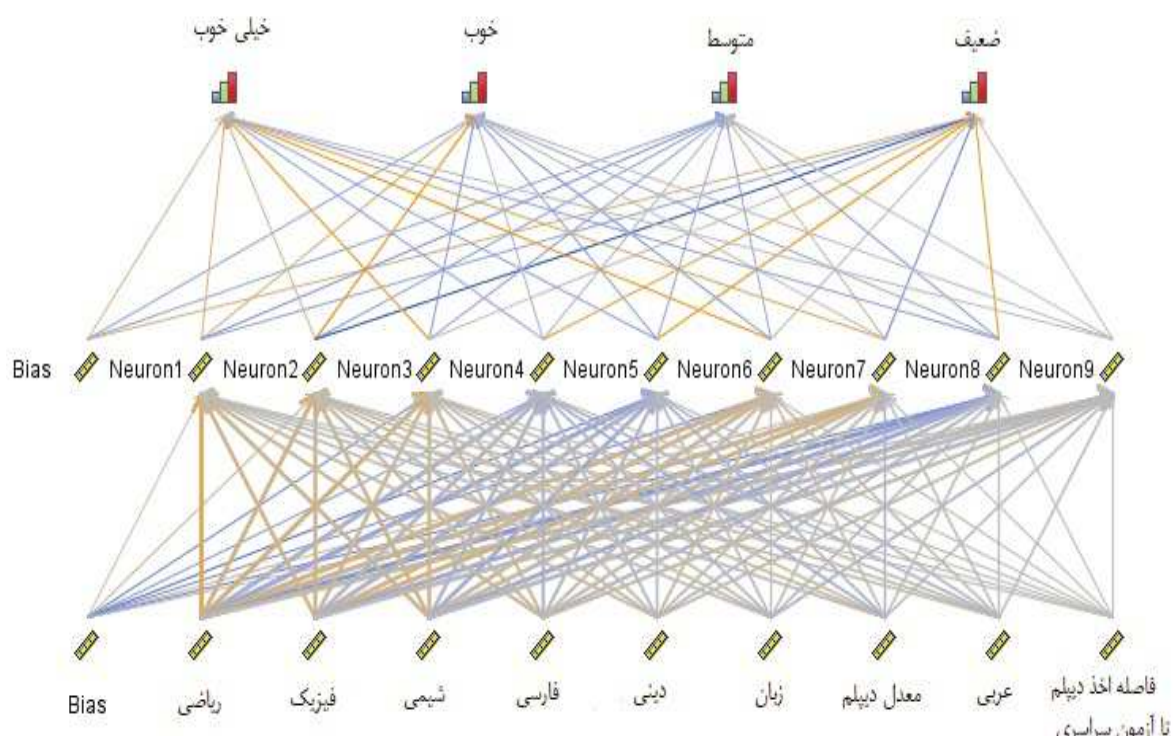 خیلی خوب
خوب
متوسط
ضعیف
Bias Neuron1 Neuron2 Neuron3 Neuron4 Neuron5 Neuron6 Neuron7 Neuron8 Neuron9
Bias
ریاضی
فیزیک
شیمی
فارسی
دینی
زبان
معدل دیپلم
عربی
فاصله اخذ دیپلم
تا آزمون سراسری